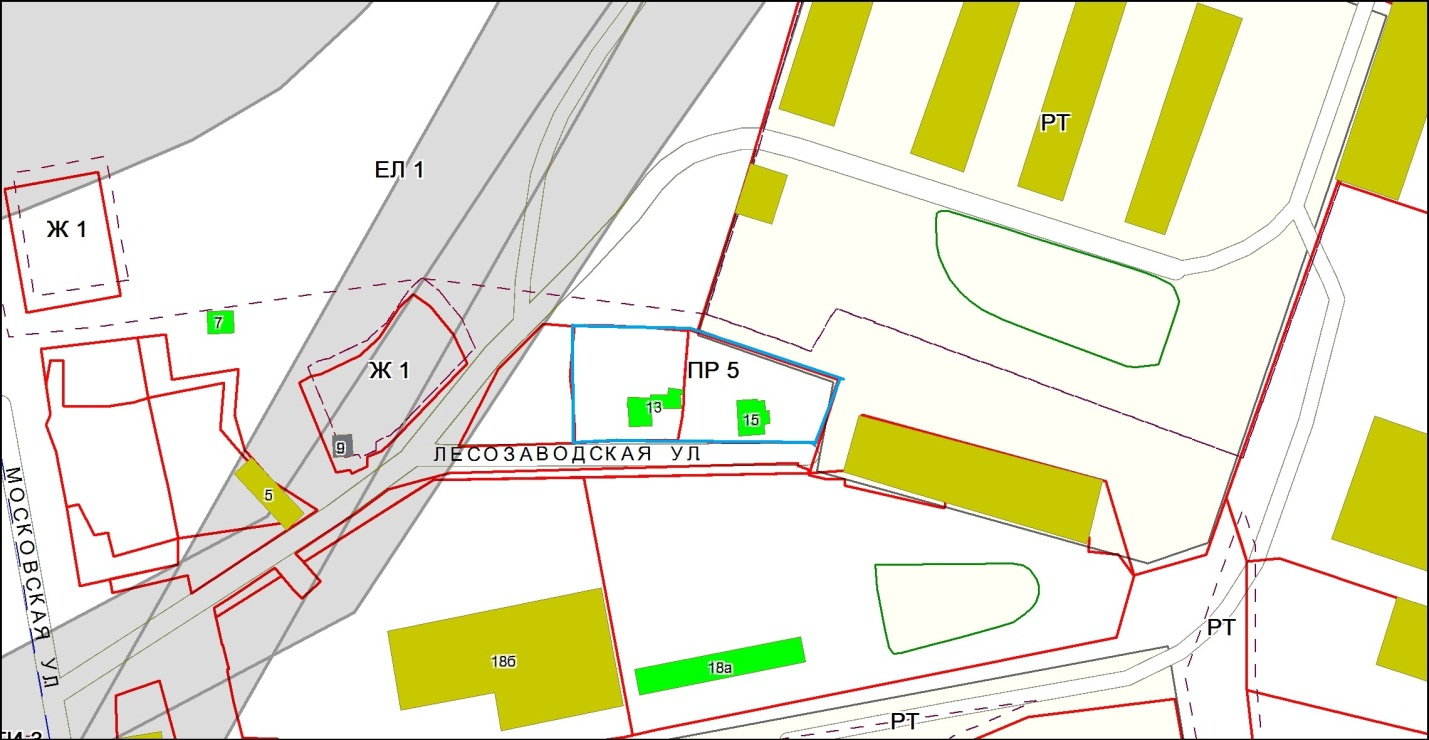 РТ
ЕЛ 1
Ж 1
7
Ж 1
ПР 5
13
15
9
ЛЕСОЗАВОДСКАЯ УЛ
5
МОСКОВСКАЯ УЛ
РТ
18б
18а
РТ